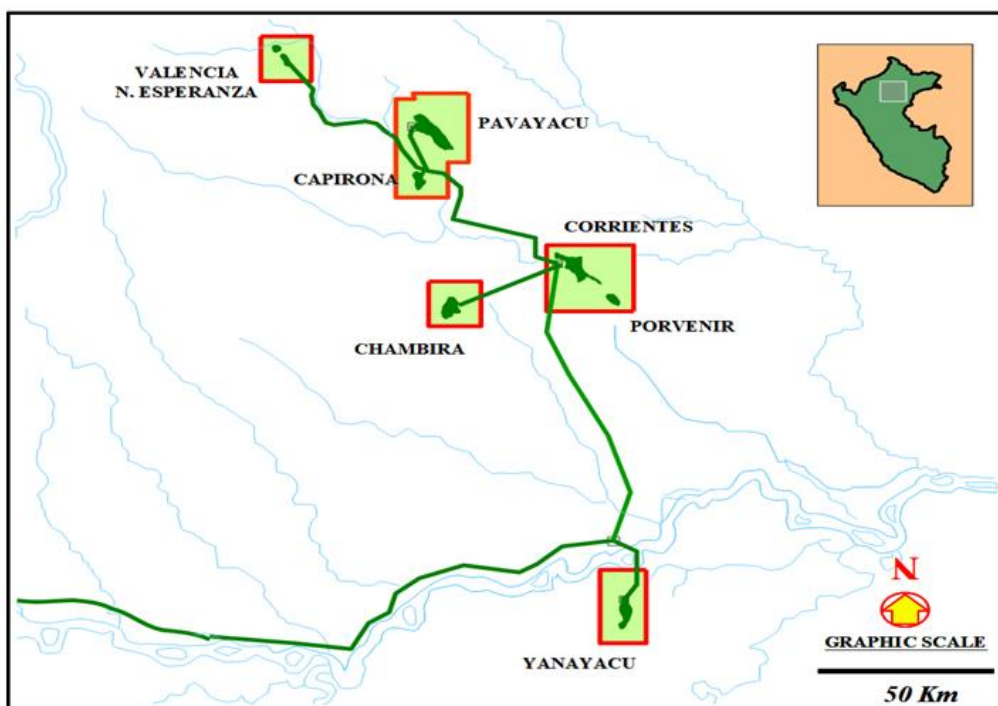 VALENCIA
N. ESPERANZA
PAVAYACU
CAPIRONA
CORRIENTES
PORVENIR
CHAMBIRA
YANAYACU
N
GRAPHIC SCALE
50 Km